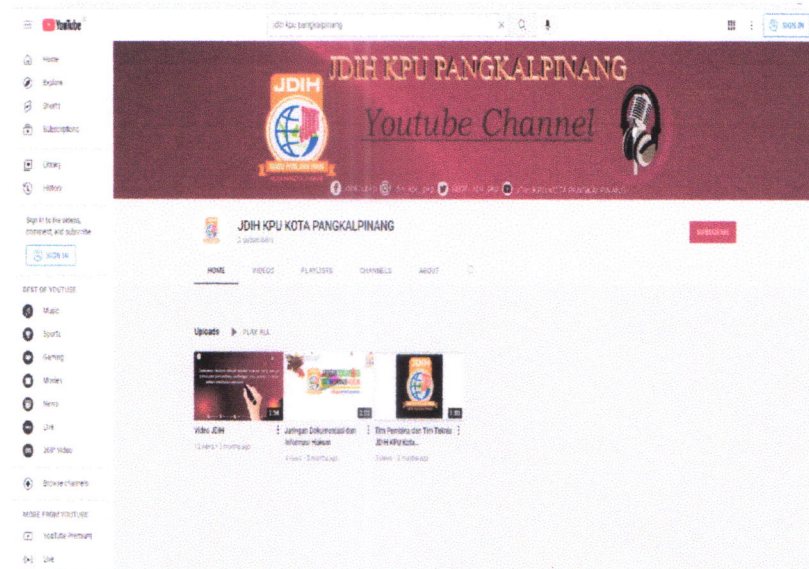 YouTube
jdih kpu pangkalpinang
SIGN IN
Home
Explore
Shorts
Subscriptions
Library
History
Sign in to like videos,
comment, and subscribe
SIGN IN
BEST OF YOUTUBE
Music
Sports
Gaming
Movies
News
Live
360° Video
Browse channels
MORE FROM YOUTUBE
YouTube Premium
Live
JDIH KPU PANGKALPINANG
Youtube Channel
JDIH
JDIH KPU KOTA PANGKALPINANG
SUBSCRIBE
HOME
VIDEOS
PLAYLISTS
CHANNELS
ABOUT
Uploads
PLAY ALL
Video JDIH
Jaringan Dokumentasi dan
Informasi Hukum
Tim Pembina dan Tim Teknis
JDIH KPU Kota...